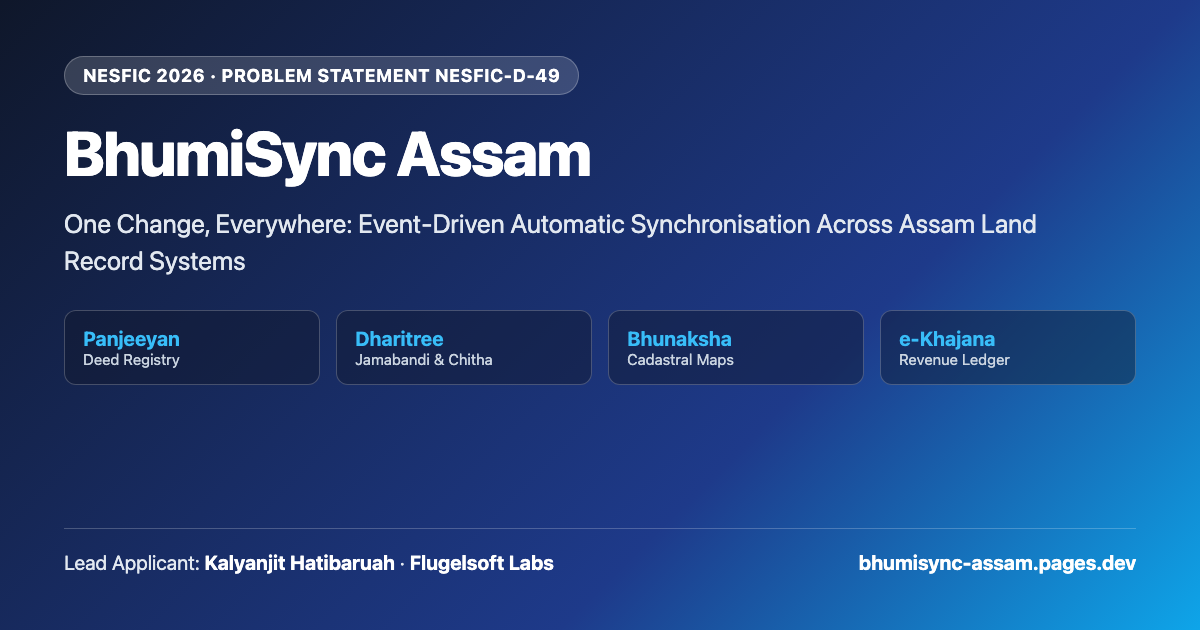 NESFIC 2026 · PROBLEM STATEMENT NESFIC-D-49
BhumiSync Assam
One Change, Everywhere: Event-Driven Automatic Synchronisation Across Assam Land
Record Systems
Panjeeyan
Deed Registry
Dharitree
Jamabandi & Chitha
Bhunaksha
Cadastral Maps
e-Khajana
Revenue Ledger
Lead Applicant: Kalyanjit Hatibaruah · Flugelsoft Labs
bhumisync-assam.pages.dev